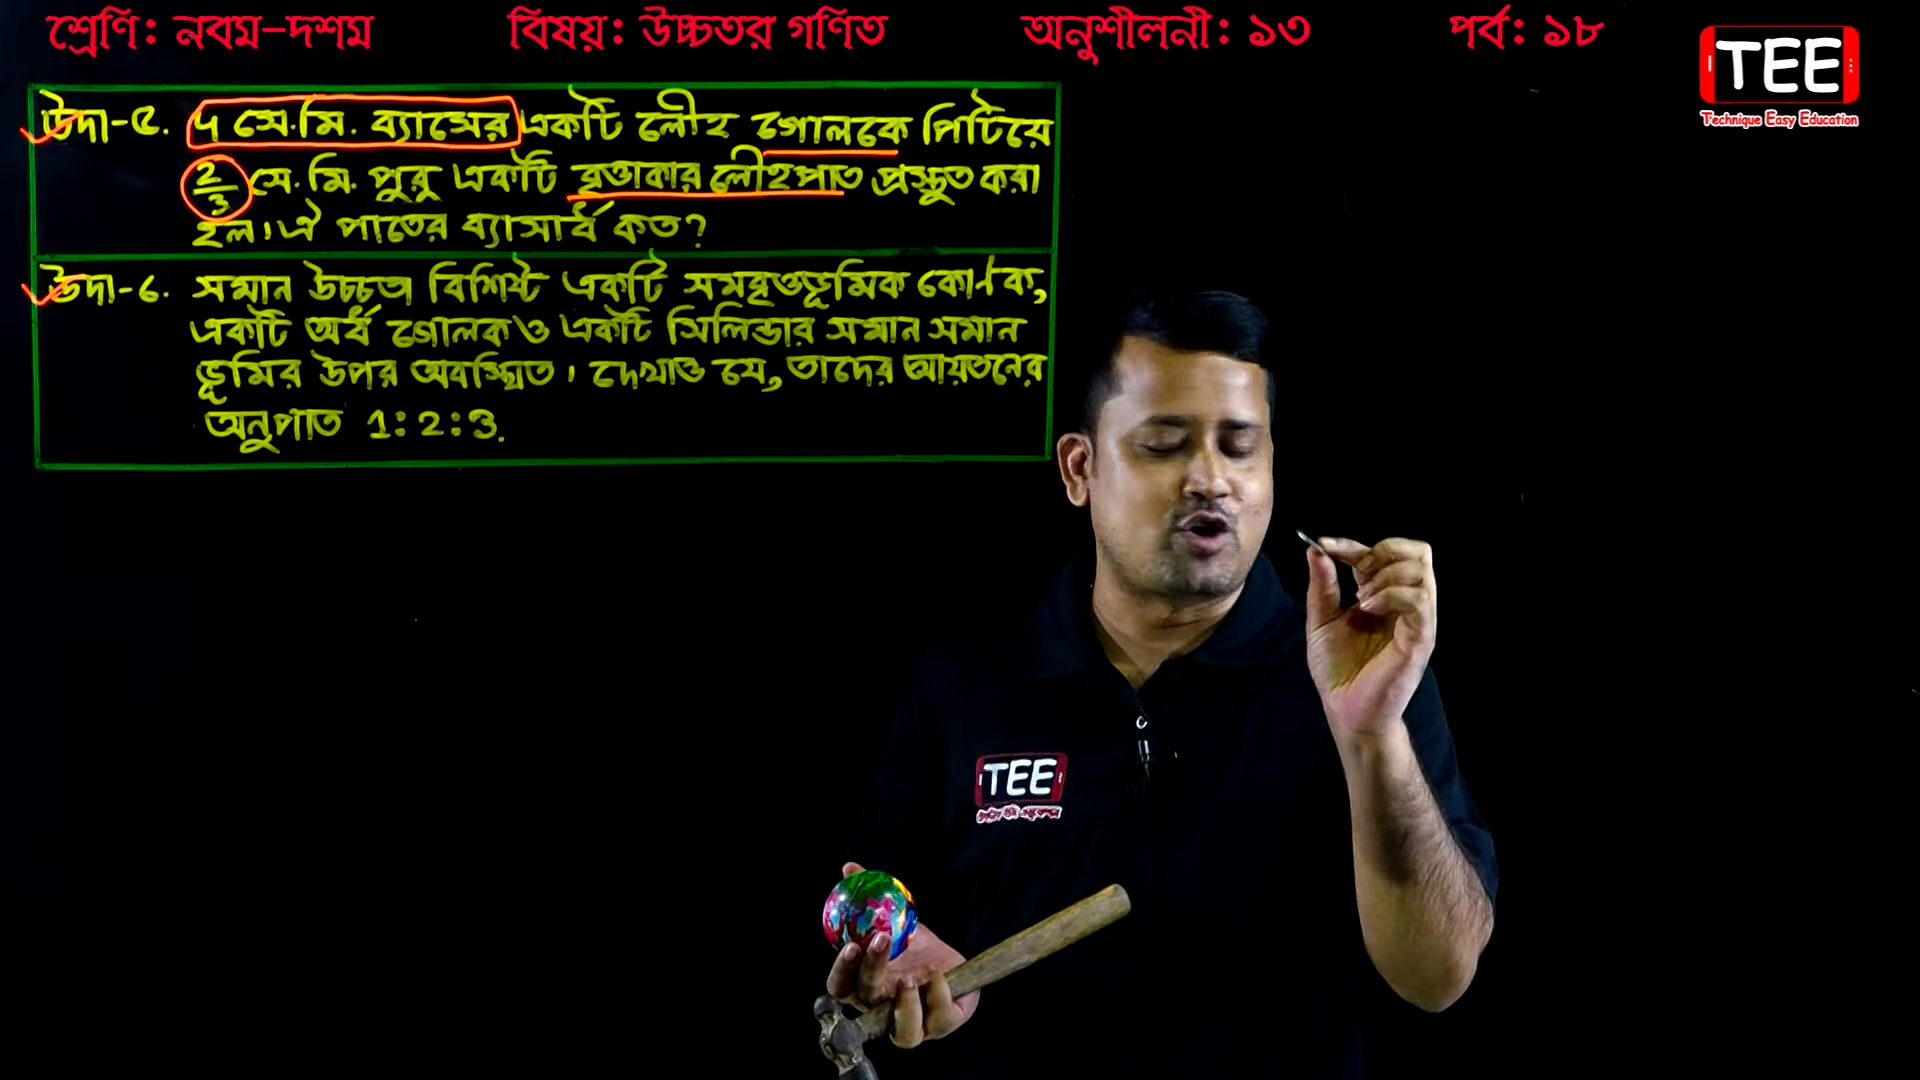 শ্রেণি: নবম-দশম বিষয়: উচ্চতর গণিত অনুশীলনী: ১৩ পর্ব: ১৮
TEE
Technique Easy Education
উদা-৫. ৭ সে.মি. ব্যাসের একটি লৌহ গোলকে পিটিয়ে
2/3 সে.মি. পুরু একটি বৃত্তাকার লৌহপাত প্রস্তুত করা
হল। ঐ পাতের ব্যাসার্ধ কত?
উদা-৬. সমান উচ্চতা বিশিষ্ট একটি সমবৃত্তভূমিক কোণক,
একটি অর্ধ গোলক ও একটি সিলিন্ডার সমান সমান
ভূমির উপর অবস্থিত। দেখাও যে, তাদের আয়তনের
অনুপাত 1:2:3.
TEE